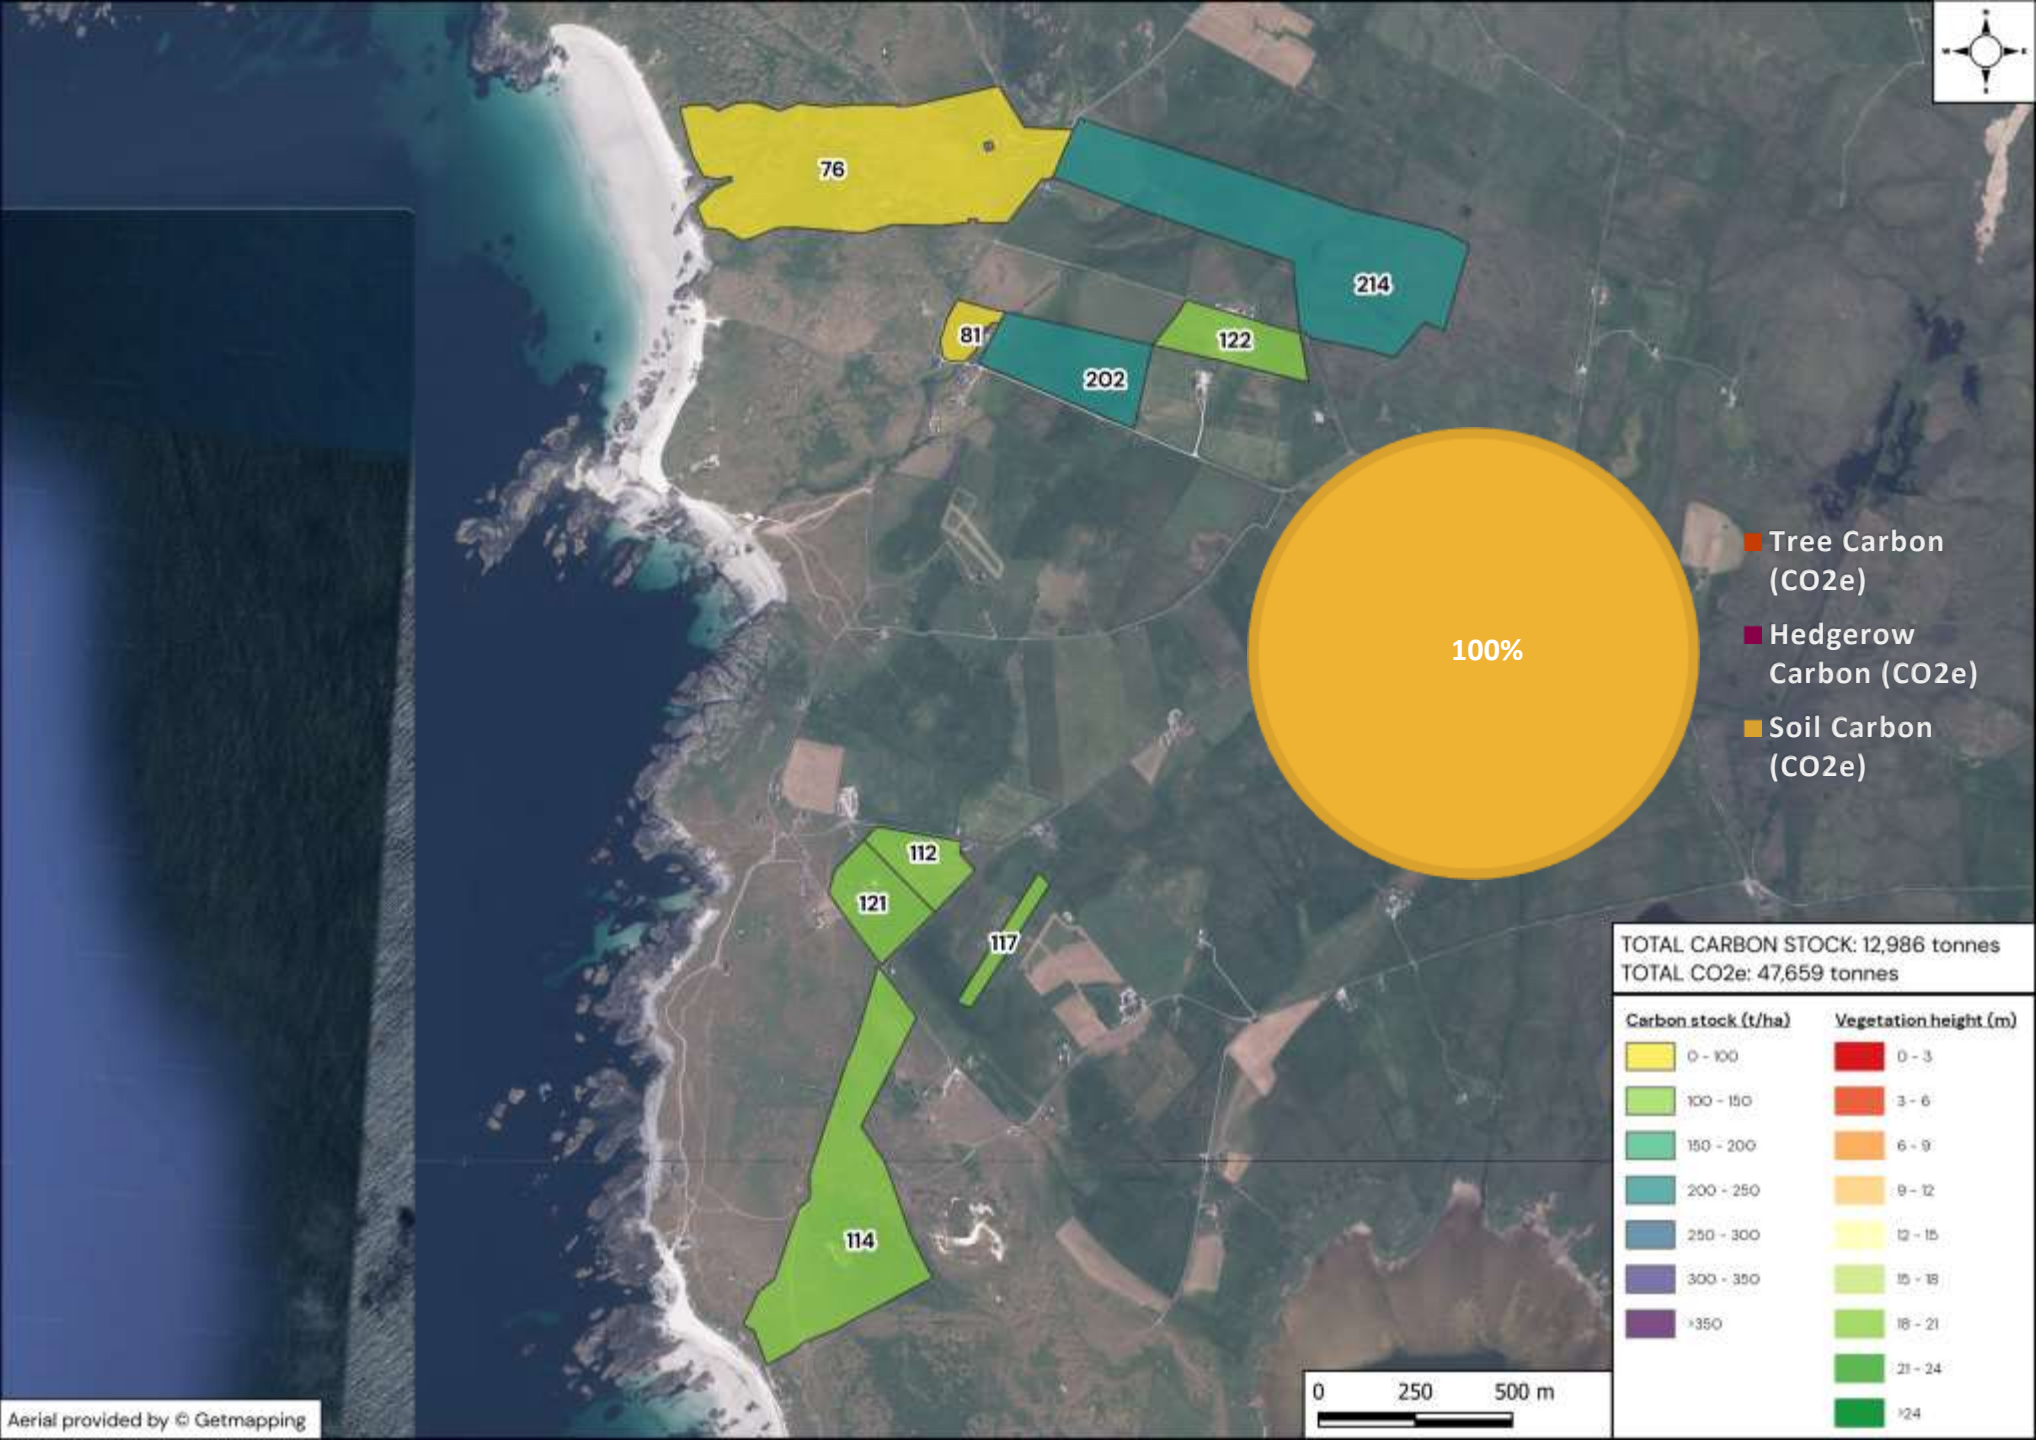 76
214
81
122
202
100%
Tree Carbon
(CO2e)
Hedgerow
Carbon (CO2e)
Soil Carbon
(CO2e)
112
121
117
114
TOTAL CARBON STOCK: 12,986 tonnes
TOTAL CO2e: 47,659 tonnes
Carbon stock (t/ha)
0 - 100
100 - 150
150 - 200
200 - 250
250 - 300
300 - 350
>350
Vegetation height (m)
0 - 3
3 - 6
6 - 9
9 - 12
12 - 15
15 - 18
18 - 21
21 - 24
>24
0 250 500 m
Aerial provided by © Getmapping